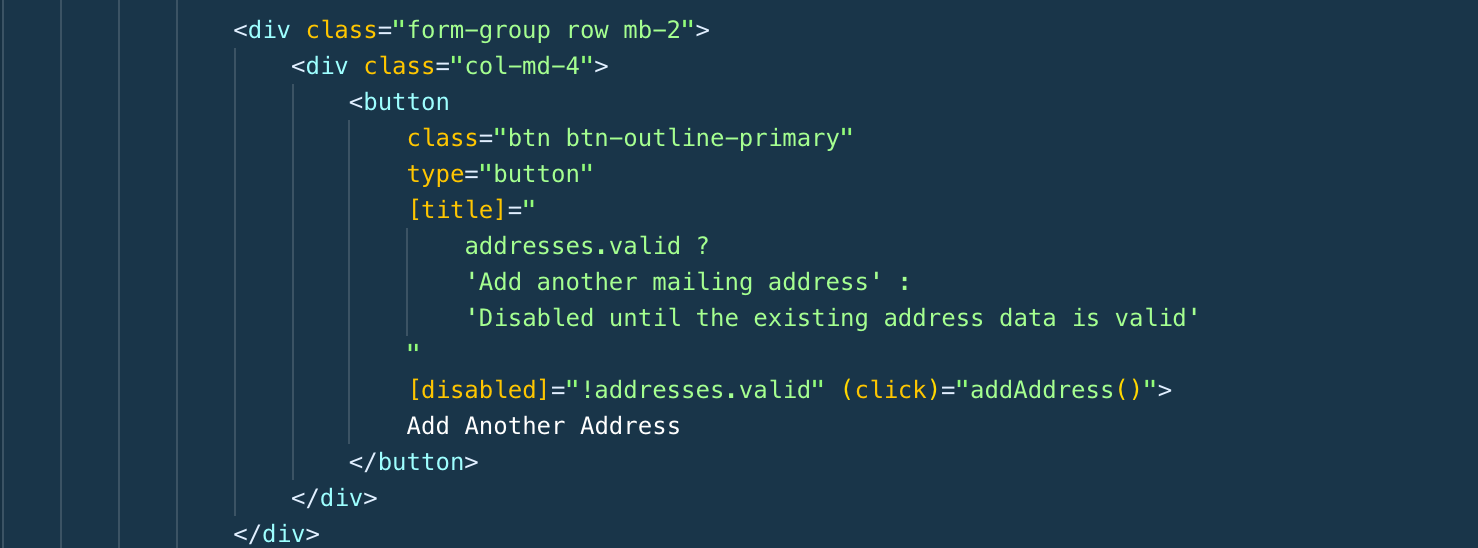 <div class="form-group row mb-2">
<div class="col-md-4">
<button
class="btn btn-outline-primary"
type="button"
[title]="
addresses.valid ?
'Add another mailing address' :
'Disabled until the existing address data is valid'
"
[disabled]="!addresses.valid" (click)="addAddress()">
Add Another Address
</button>
</div>
</div>